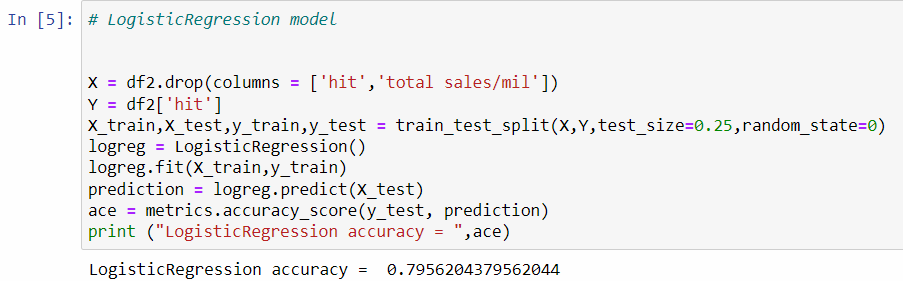 In [5]: # LogisticRegression model
X = df2.drop(columns = ['hit','total sales/mil'])
Y = df2['hit']
X_train,X_test,y_train,y_test = train_test_split(X,Y,test_size=0.25,random_state=0)
logreg = LogisticRegression()
logreg.fit(X_train,y_train)
prediction = logreg.predict(X_test)
ace = metrics.accuracy_score(y_test, prediction)
print ("LogisticRegression accuracy = ",ace)
LogisticRegression accuracy =  0.7956204379562044